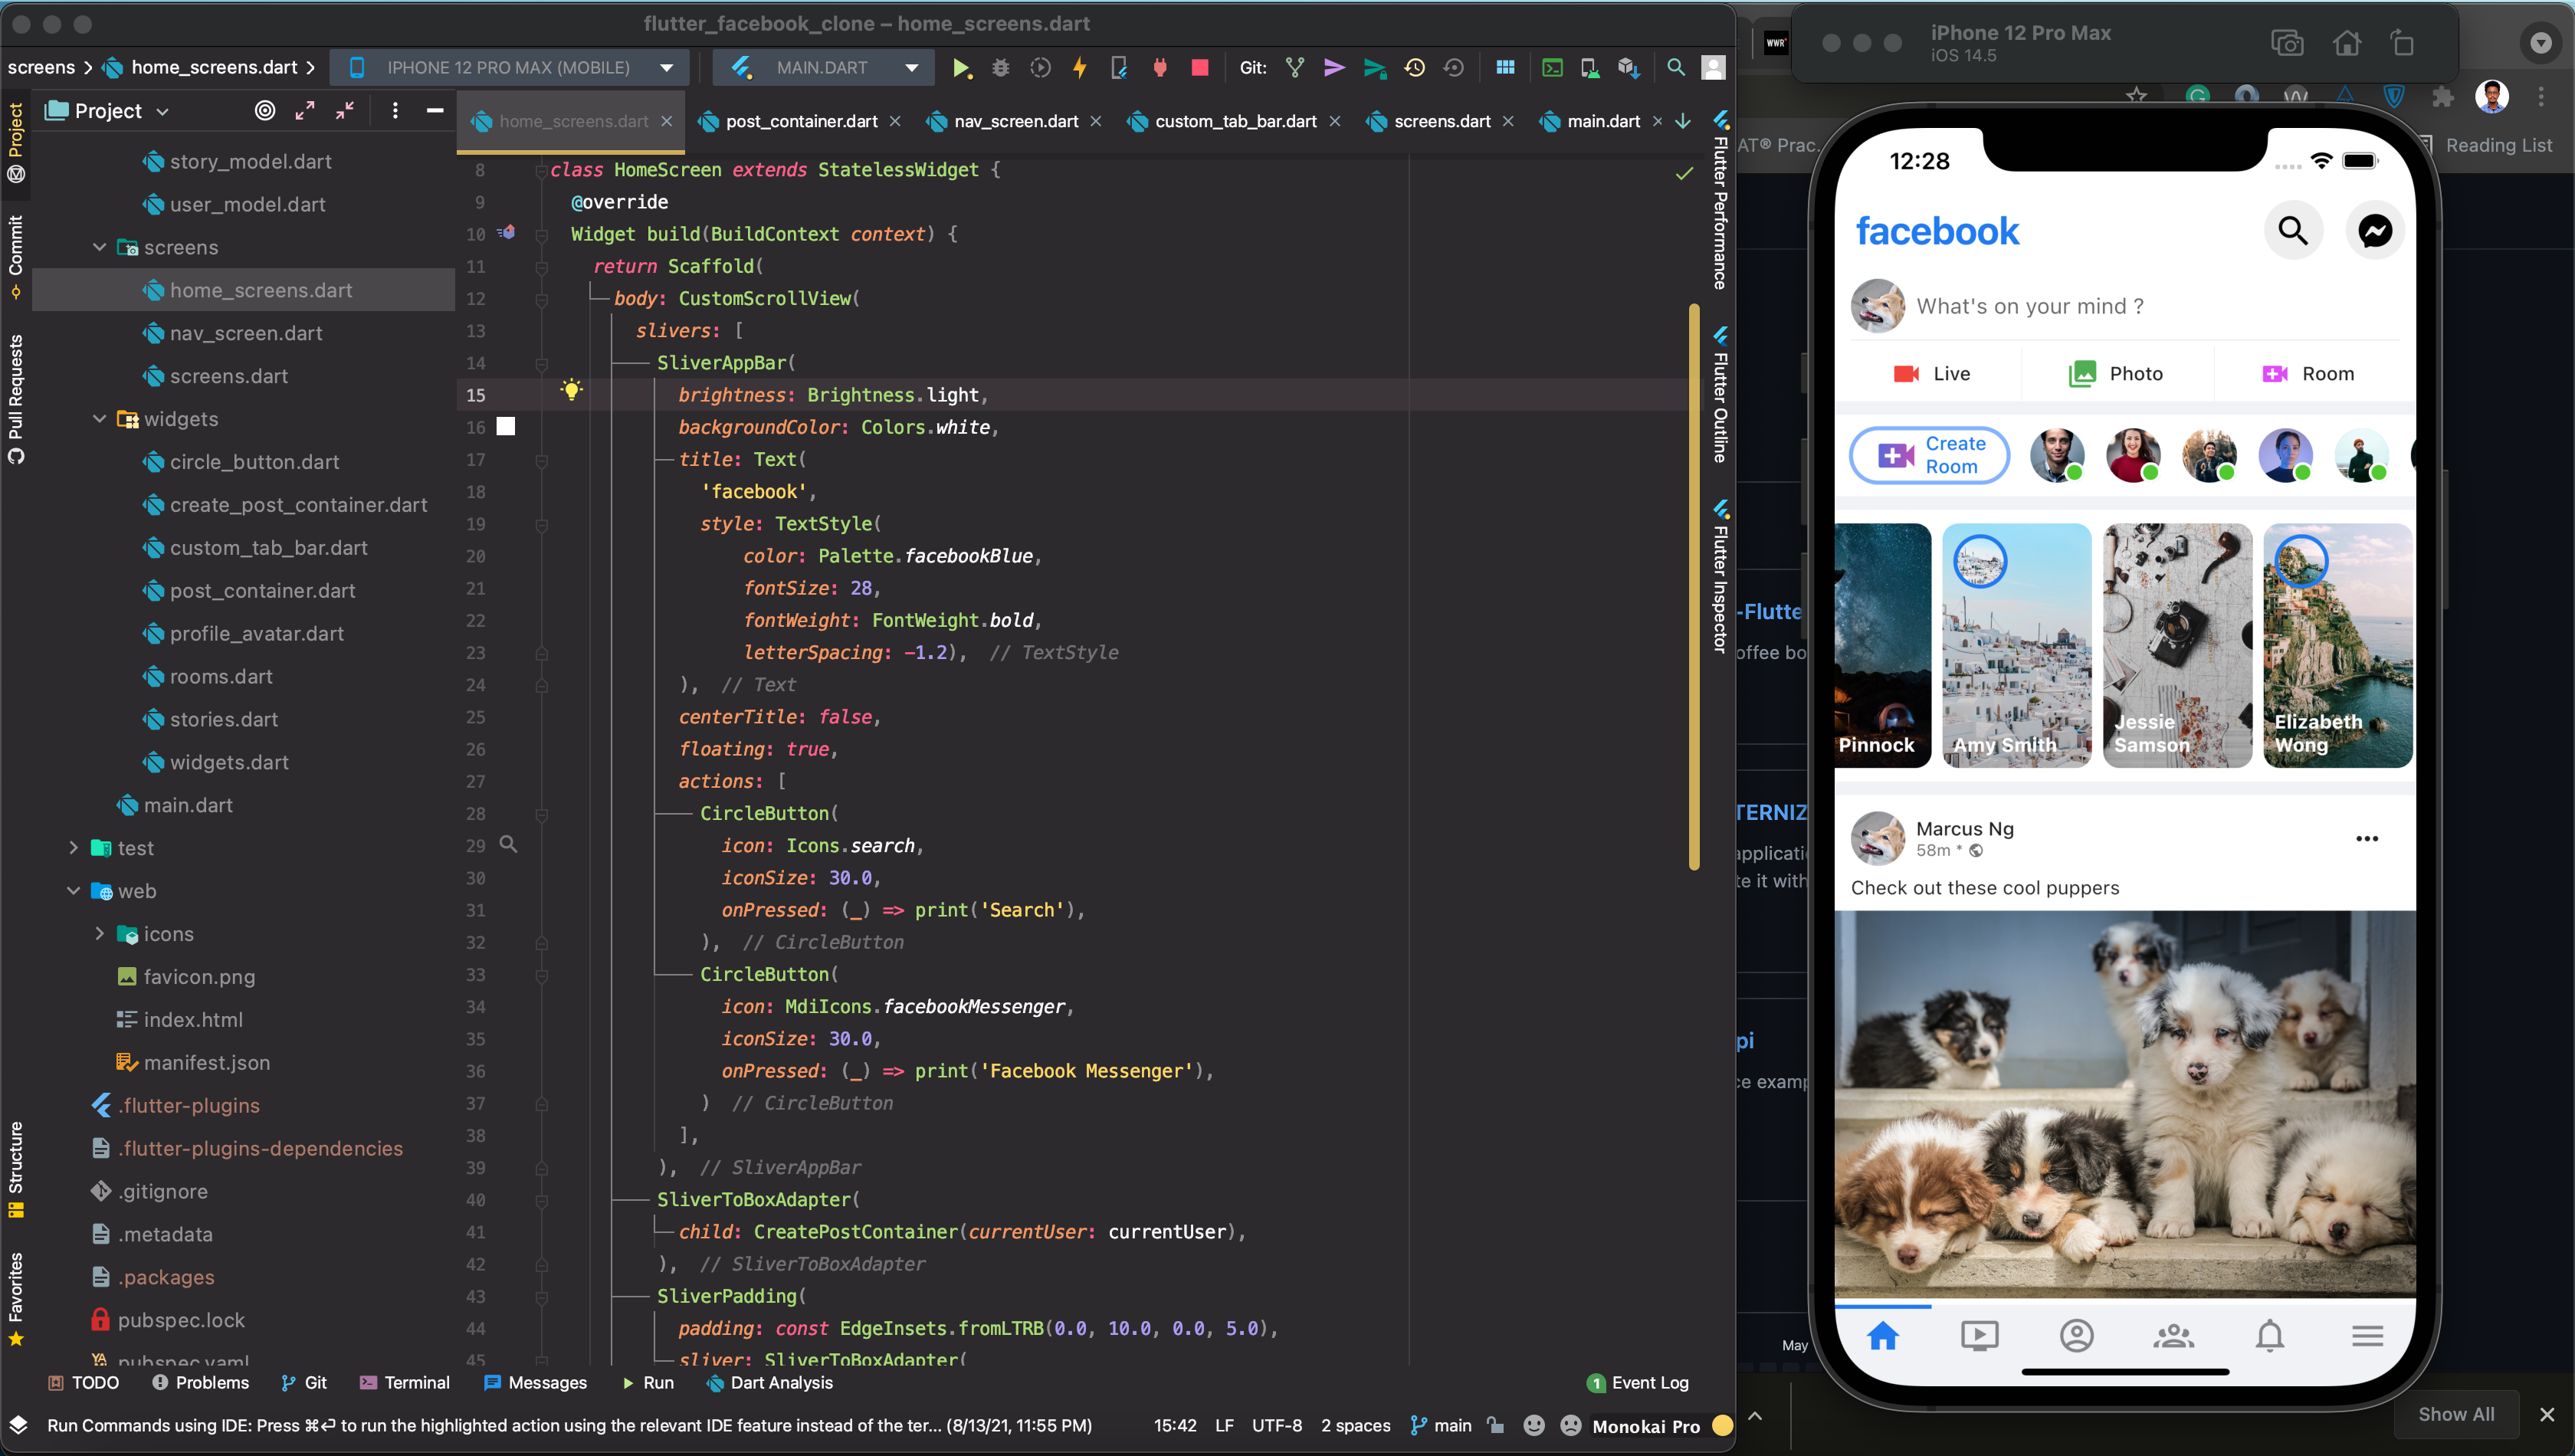 flutter_facebook_clone – home_screens.dart
screens
home_screens.dart
IPHONE 12 PRO MAX (MOBILE)
MAIN.DART
Git:
Project
home_screens.dart
post_container.dart
nav_screen.dart
custom_tab_bar.dart
screens.dart
main.dart
Project
Commit
Pull Requests
Structure
Favorites
story_model.dart
user_model.dart
screens
home_screens.dart
nav_screen.dart
screens.dart
widgets
circle_button.dart
create_post_container.dart
custom_tab_bar.dart
post_container.dart
profile_avatar.dart
rooms.dart
stories.dart
widgets.dart
main.dart
test
web
icons
favicon.png
index.html
manifest.json
.flutter-plugins
.flutter-plugins-dependencies
.gitignore
.metadata
.packages
pubspec.lock
pubspec.yaml
8 class HomeScreen extends StatelessWidget {
9 @override
10 Widget build(BuildContext context) {
11 return Scaffold(
12 body: CustomScrollView(
13 slivers: [
14 SliverAppBar(
15 brightness: Brightness.light,
16 backgroundColor: Colors.white,
17 title: Text(
18 'facebook',
19 style: TextStyle(
20 color: Palette.facebookBlue,
21 fontSize: 28,
22 fontWeight: FontWeight.bold,
23 letterSpacing: -1.2), // TextStyle
24 ), // Text
25 centerTitle: false,
26 floating: true,
27 actions: [
28 CircleButton(
29 icon: Icons.search,
30 iconSize: 30.0,
31 onPressed: (_) => print('Search'),
32 ), // CircleButton
33 CircleButton(
34 icon: MdiIcons.facebookMessenger,
35 iconSize: 30.0,
36 onPressed: (_) => print('Facebook Messenger'),
37 ) // CircleButton
38 ],
39 ), // SliverAppBar
40 SliverToBoxAdapter(
41 child: CreatePostContainer(currentUser: currentUser),
42 ), // SliverToBoxAdapter
43 SliverPadding(
44 padding: const EdgeInsets.fromLTRB(0.0, 10.0, 0.0, 5.0),
45 sliver: SliverToBoxAdapter(
Flutter Performance
Flutter Outline
Flutter Inspector
TODO
Problems
Git
Terminal
Messages
Run
Dart Analysis
1 Event Log
Run Commands using IDE: Press ⌘⏎ to run the highlighted action using the relevant IDE feature instead of the ter... (8/13/21, 11:55 PM)
15:42
LF
UTF-8
2 spaces
main
Monokai Pro
WWR
AT® Prac...
Reading List
-Flutte
offee bo
TERNIZ
applicati
te it with
pi
ce examp
May
Show All
iPhone 12 Pro Max
iOS 14.5
12:28
facebook
What's on your mind ?
Live
Photo
Room
Create
Room
Pinnock
Amy Smith
Jessie
Samson
Elizabeth
Wong
Marcus Ng
58m *
Check out these cool puppers